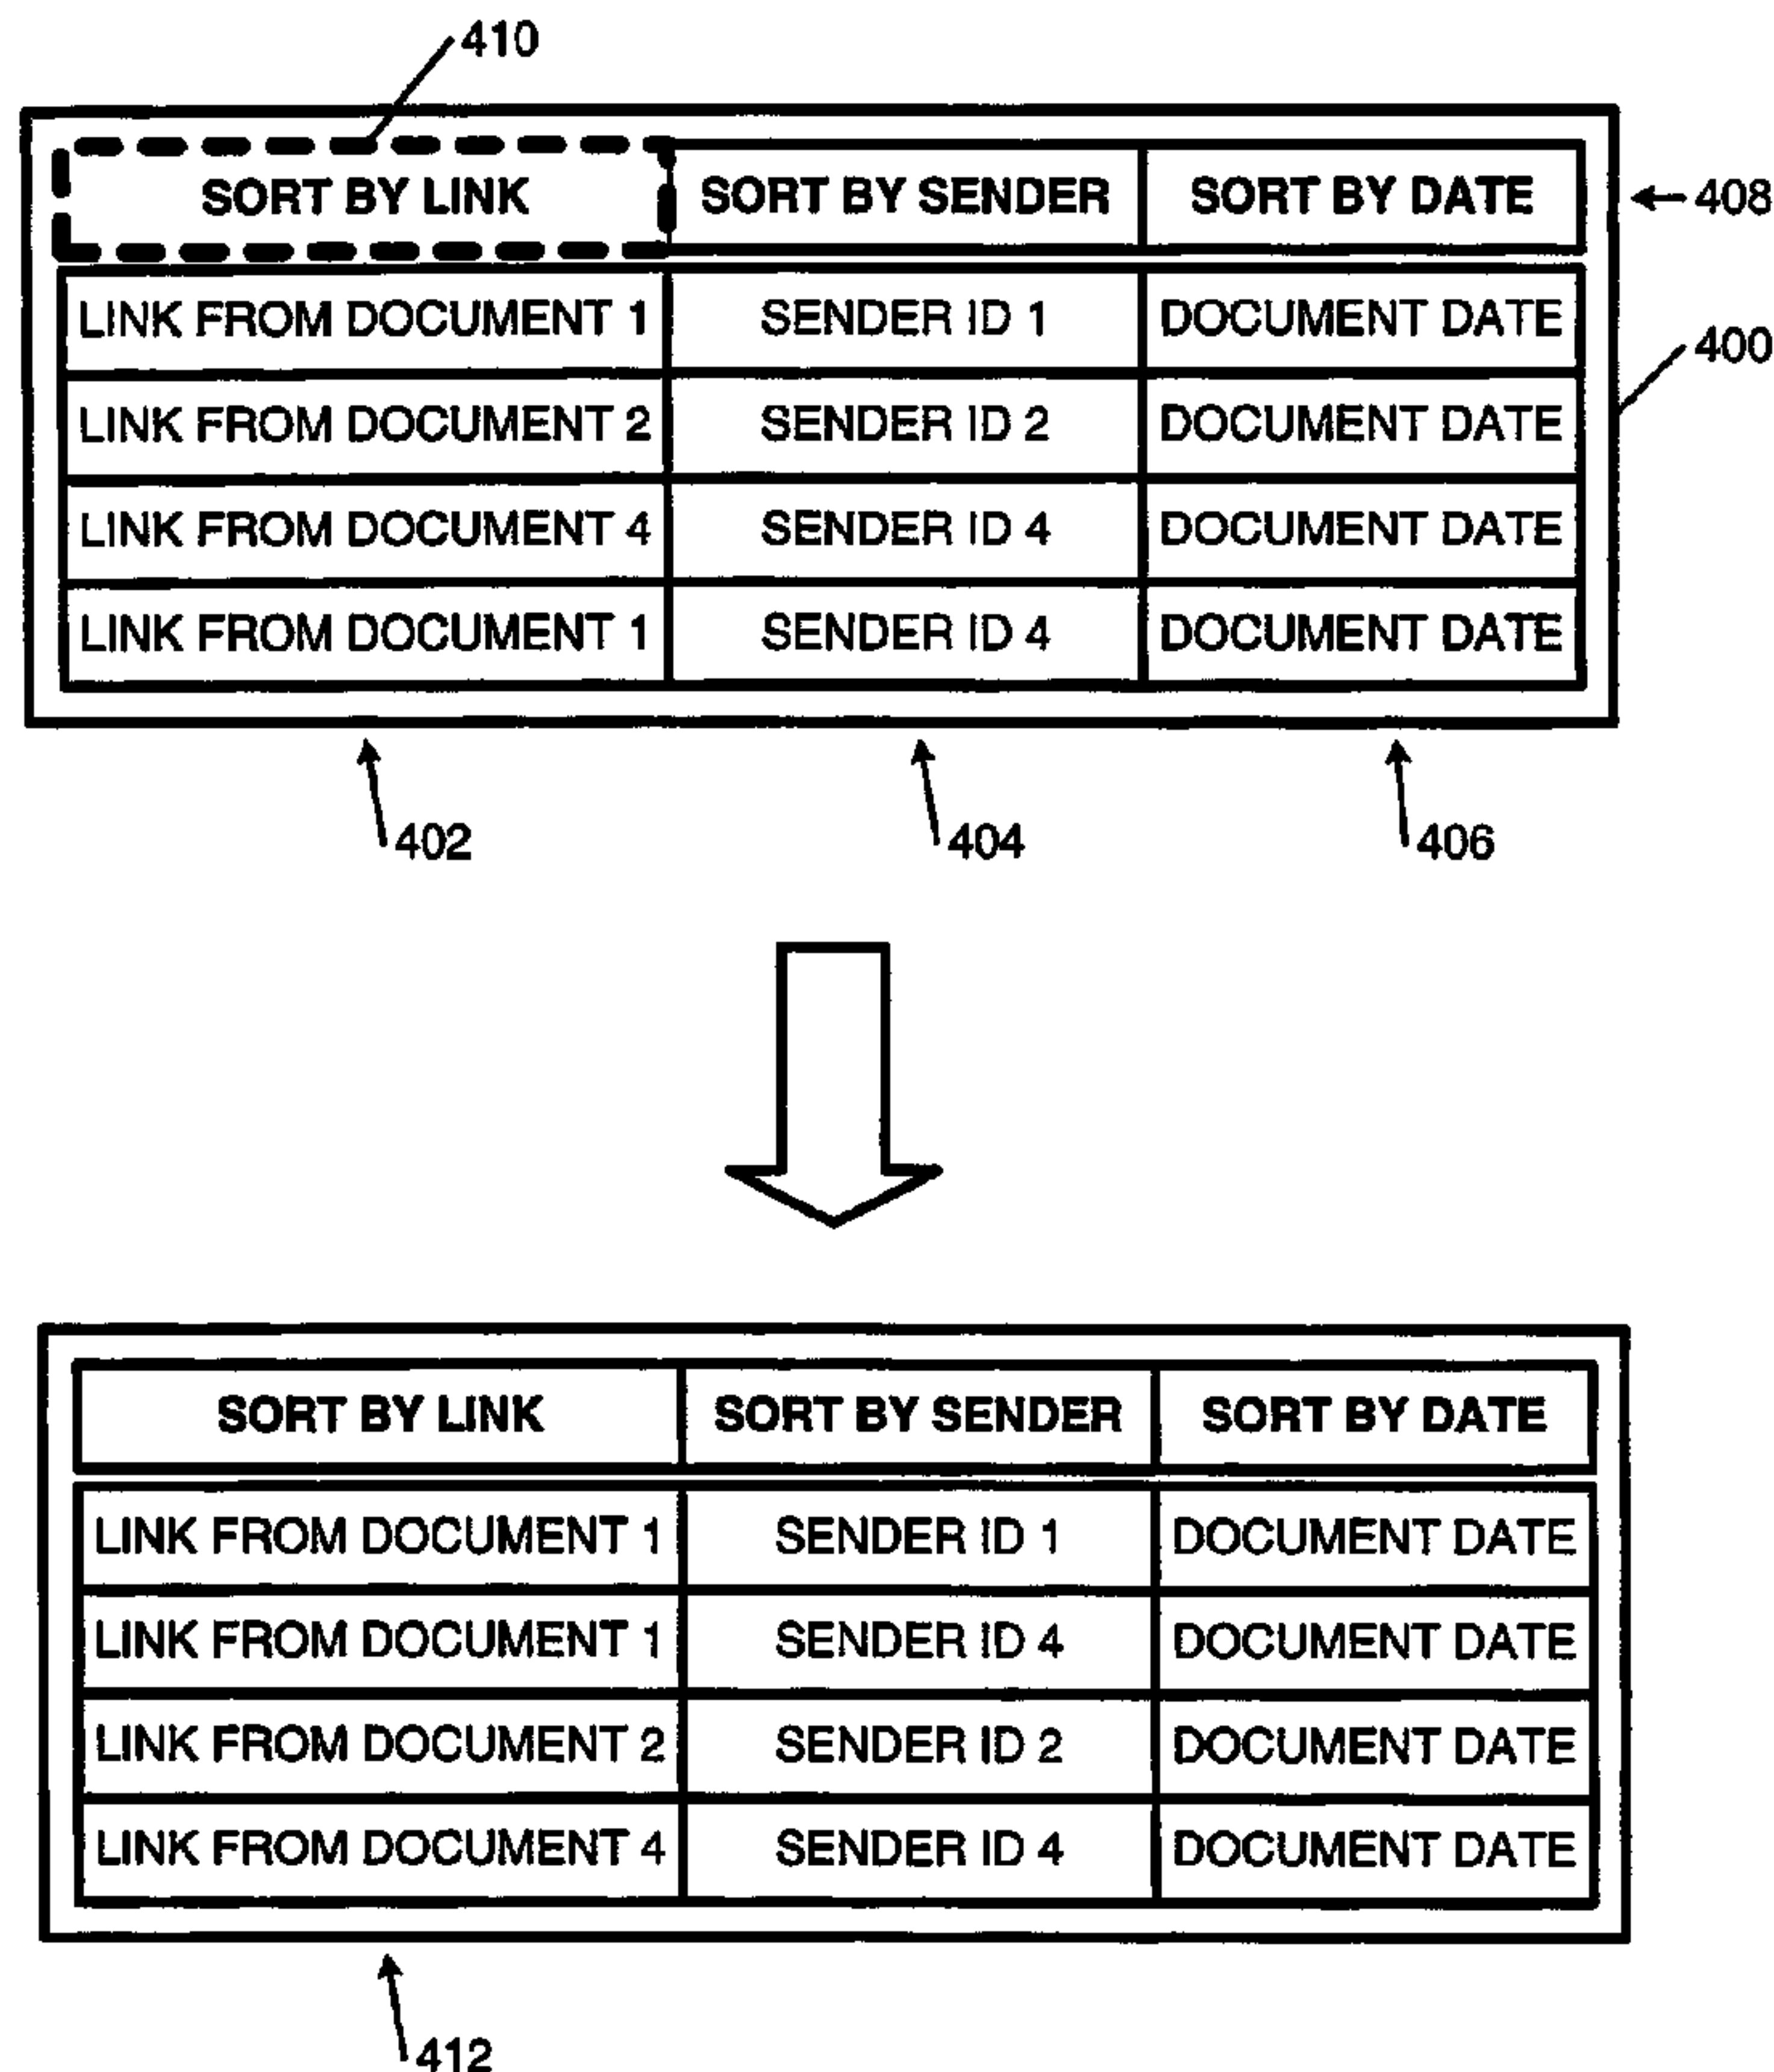 410
SORT BY LINK SORT BY SENDER SORT BY DATE 408
LINK FROM DOCUMENT 1 SENDER ID 1 DOCUMENT DATE
400
LINK FROM DOCUMENT 2 SENDER ID 2 DOCUMENT DATE
LINK FROM DOCUMENT 4 SENDER ID 4 DOCUMENT DATE
LINK FROM DOCUMENT 1 SENDER ID 4 DOCUMENT DATE
402 404 406
SORT BY LINK SORT BY SENDER SORT BY DATE
LINK FROM DOCUMENT 1 SENDER ID 1 DOCUMENT DATE
LINK FROM DOCUMENT 1 SENDER ID 4 DOCUMENT DATE
LINK FROM DOCUMENT 2 SENDER ID 2 DOCUMENT DATE
LINK FROM DOCUMENT 4 SENDER ID 4 DOCUMENT DATE
412